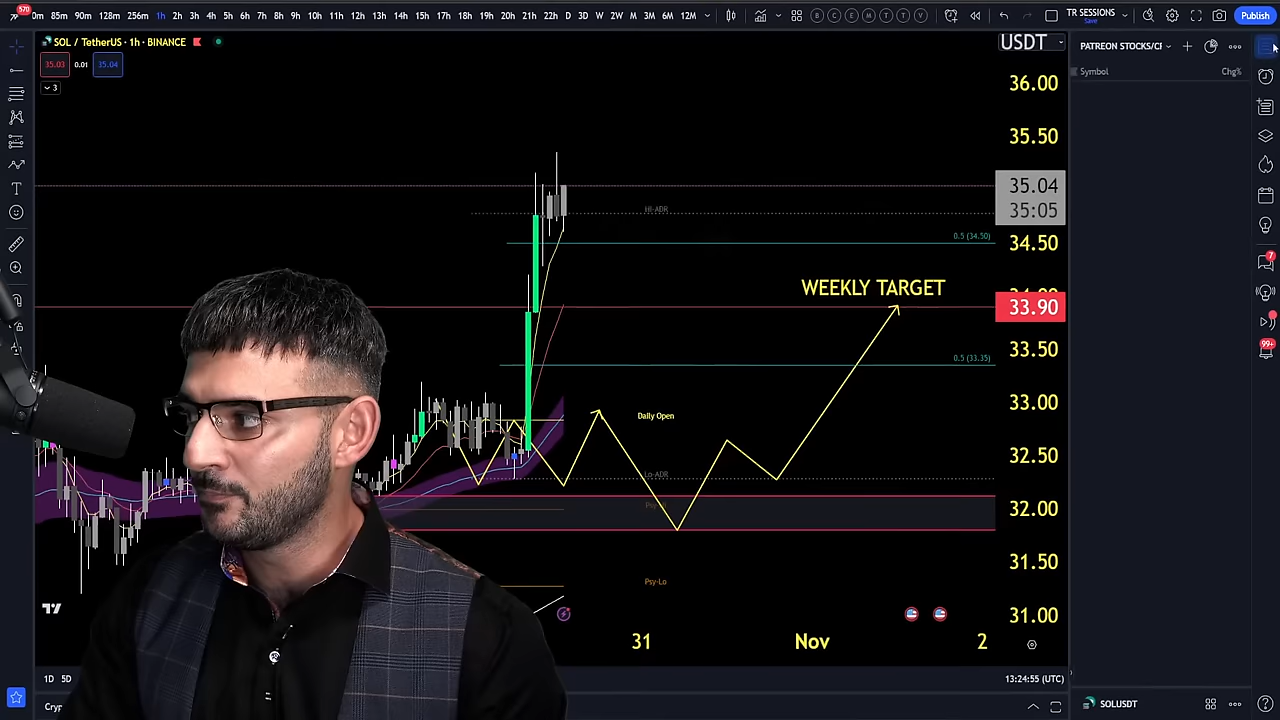 570
0m 85m 90m 128m 256m 1h 2h 3h 4h 5h 6h 7h 8h 9h 10h 11h 12h 13h 14h 15h 17h 18h 19h 20h 21h 22h D 3D W 2W M 3M 6M 12M
B C E M T T V
TR SESSIONS
Save
Publish
SOL / TetherUS · 1h · BINANCE
USDT
PATREON STOCKS/CI
35.03 0.01 35.04
3
Symbol Chg%
36.00
35.50
35.04
35:05
Hi-ADR
0.5 (34.50)
34.50
WEEKLY TARGET
33.90
33.50
0.5 (33.35)
33.00
Daily Open
32.50
Lo-ADR
32.00
31.50
Psy-Lo
31.00
31 Nov 2
7
99+
1D 5D
13:24:55 (UTC)
Cryp
SOLUSDT